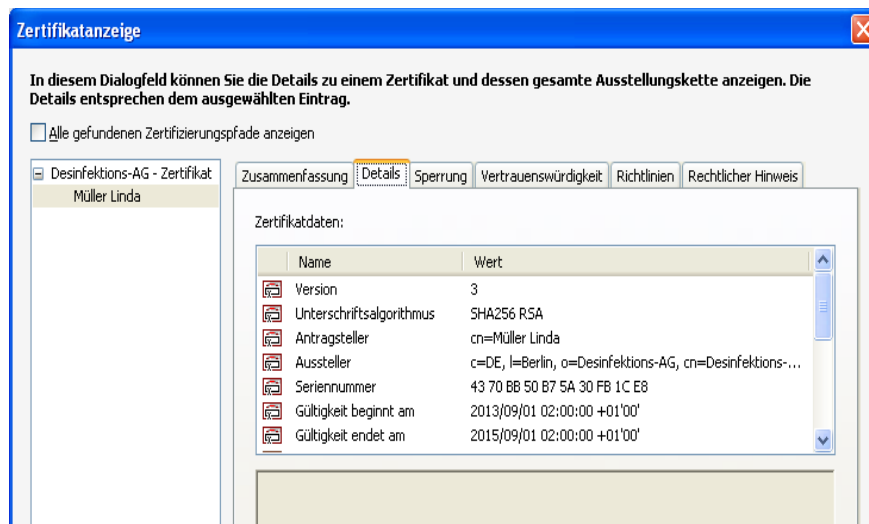 Zertifikatanzeige
In diesem Dialogfeld können Sie die Details zu einem Zertifikat und dessen gesamte Ausstellungskette anzeigen. Die
Details entsprechen dem ausgewählten Eintrag.
Alle gefundenen Zertifizierungspfade anzeigen
Desinfektions-AG - Zertifikat
Müller Linda
Zusammenfassung Details Sperrung Vertrauenswürdigkeit Richtlinien Rechtlicher Hinweis
Zertifikatdaten:
Name Wert
Version 3
Unterschriftsalgorithmus SHA256 RSA
Antragsteller cn=Müller Linda
Aussteller c=DE, l=Berlin, o=Desinfektions-AG, cn=Desinfektions-...
Seriennummer 43 70 BB 50 B7 5A 30 FB 1C E8
Gültigkeit beginnt am 2013/09/01 02:00:00 +01'00'
Gültigkeit endet am 2015/09/01 02:00:00 +01'00'